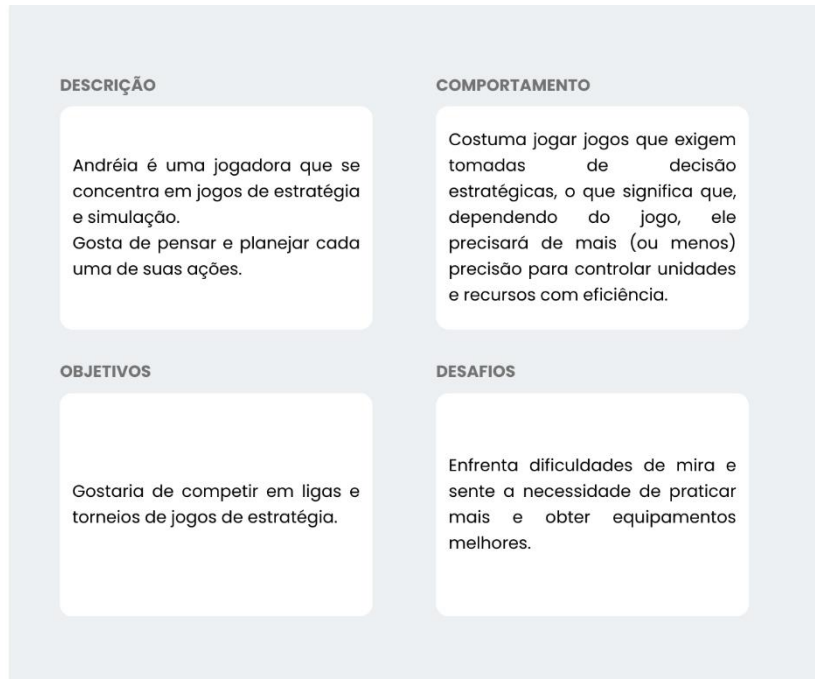 DESCRIÇÃO
Andréia é uma jogadora que se
concentra em jogos de estratégia
e simulação.
Gosta de pensar e planejar cada
uma de suas ações.
COMPORTAMENTO
Costuma jogar jogos que exigem
tomadas de decisão
estratégicas, o que significa que,
dependendo do jogo, ele
precisará de mais (ou menos)
precisão para controlar unidades
e recursos com eficiência.
OBJETIVOS
Gostaria de competir em ligas e
torneios de jogos de estratégia.
DESAFIOS
Enfrenta dificuldades de mira e
sente a necessidade de praticar
mais e obter equipamentos
melhores.